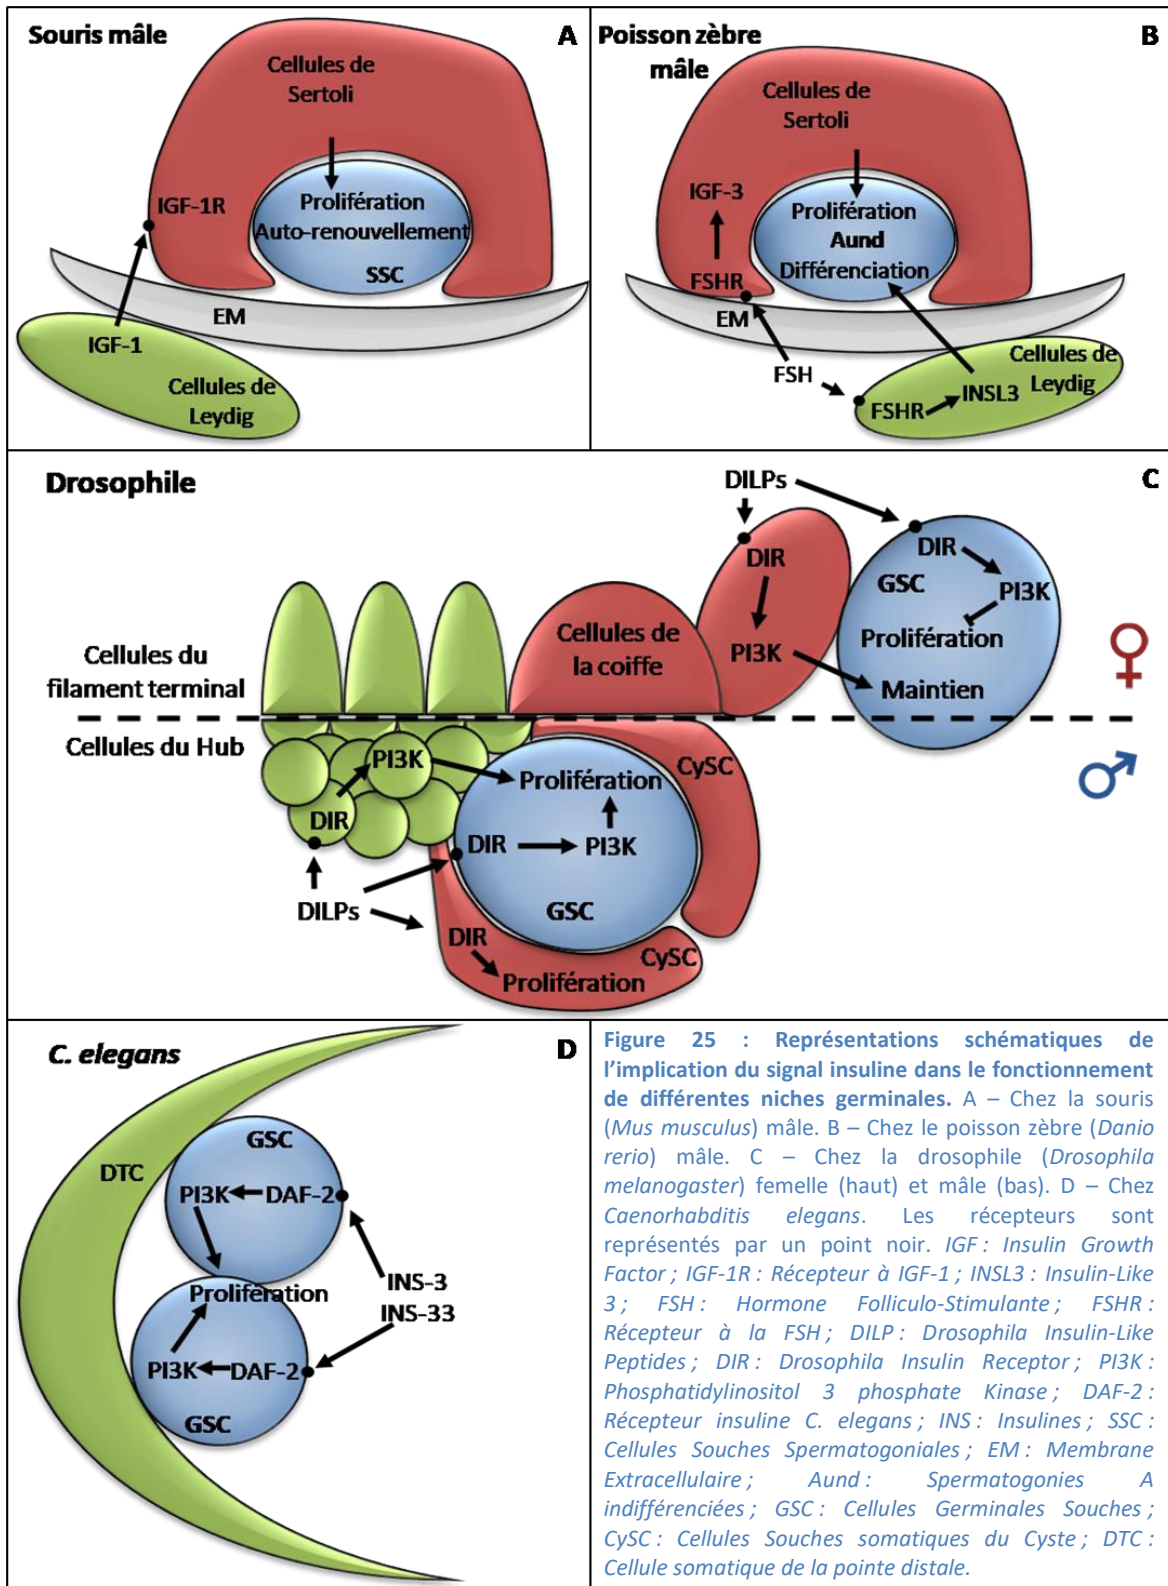 Souris mâle
A
Cellules de
Sertoli
IGF-1R
Prolifération
Auto-renouvellement
SSC
EM
IGF-1
Cellules de
Leydig
Poisson zèbre
mâle
B
Cellules de
Sertoli
IGF-3
Prolifération
Aund
Différenciation
FSHR
EM
FSH
Cellules de
Leydig
INSL3
FSHR
Drosophile
C
DILPs
DIR
DIR
GSC
PI3K
Prolifération
PI3K
Maintien
Cellules de
la coiffe
Cellules du
filament terminal
♀
Cellules du Hub
♂
PI3K
Prolifération
CySC
DIR
DIR
PI3K
DILPs
GSC
DIR
CySC
Prolifération
C. elegans
D
GSC
DTC
PI3K
DAF-2
INS-3
Prolifération
INS-33
PI3K
DAF-2
GSC
Figure 25 : Représentations schématiques de
l’implication du signal insuline dans le fonctionnement
de différentes niches germinales. A – Chez la souris
(Mus musculus) mâle. B – Chez le poisson zèbre (Danio
rerio) mâle. C – Chez la drosophile (Drosophila
melanogaster) femelle (haut) et mâle (bas). D – Chez
Caenorhabditis elegans. Les récepteurs sont
représentés par un point noir. IGF : Insulin Growth
Factor ; IGF-1R : Récepteur à IGF-1 ; INSL3 : Insulin-Like
3 ; FSH : Hormone Folliculo-Stimulante ; FSHR :
Récepteur à la FSH ; DILP : Drosophila Insulin-Like
Peptides ; DIR : Drosophila Insulin Receptor ; PI3K :
Phosphatidylinositol 3 phosphate Kinase ; DAF-2 :
Récepteur insuline C. elegans ; INS : Insulines ; SSC :
Cellules Souches Spermatogoniales ; EM : Membrane
Extracellulaire ; Aund : Spermatogonies A
indifférenciées ; GSC : Cellules Germinales Souches ;
CySC : Cellules Souches somatiques du Cyste ; DTC :
Cellule somatique de la pointe distale.